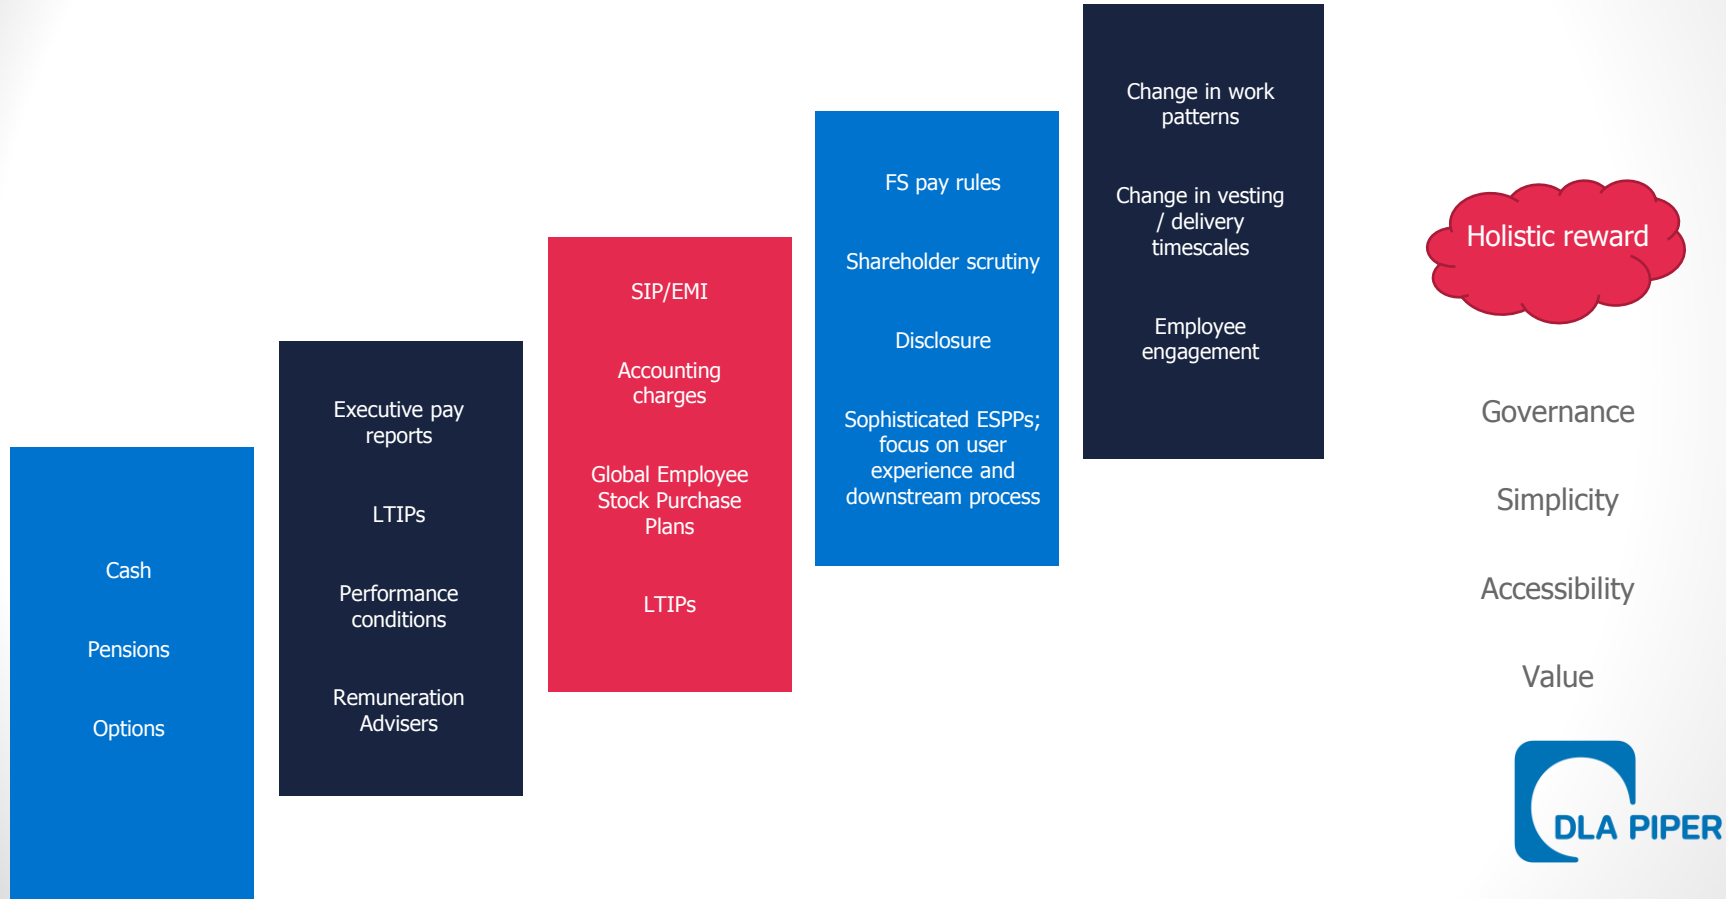 Cash
Pensions
Options
Executive pay
reports
LTIPs
Performance
conditions
Remuneration
Advisers
SIP/EMI
Accounting
charges
Global Employee
Stock Purchase
Plans
LTIPs
FS pay rules
Shareholder scrutiny
Disclosure
Sophisticated ESPPs;
focus on user
experience and
downstream process
Change in work
patterns
Change in vesting
/ delivery
timescales
Employee
engagement
Holistic reward
Governance
Simplicity
Accessibility
Value
DLA PIPER